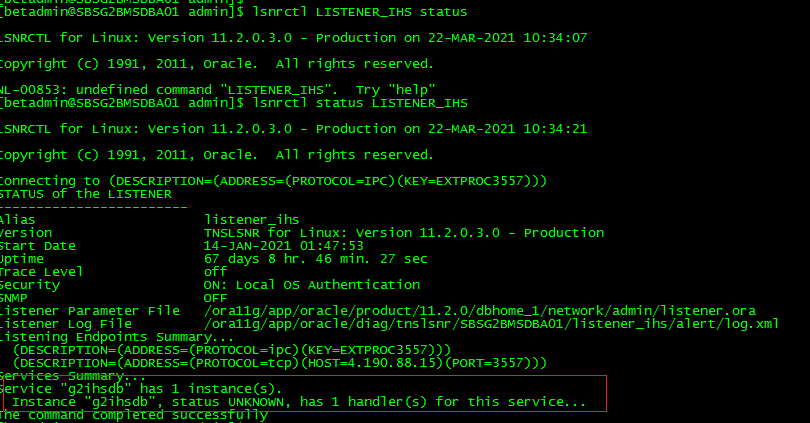 [betadmin@SBSG2BMSDBA01 admin]$ lsnrctl LISTENER_IHS status
LSNRCTL for Linux: Version 11.2.0.3.0 - Production on 22-MAR-2021 10:34:07
Copyright (c) 1991, 2011, Oracle.  All rights reserved.
NL-00853: undefined command "LISTENER_IHS".  Try "help"
[betadmin@SBSG2BMSDBA01 admin]$ lsnrctl status LISTENER_IHS
LSNRCTL for Linux: Version 11.2.0.3.0 - Production on 22-MAR-2021 10:34:21
Copyright (c) 1991, 2011, Oracle.  All rights reserved.
Connecting to (DESCRIPTION=(ADDRESS=(PROTOCOL=IPC)(KEY=EXTPROC3557)))
STATUS of the LISTENER
------------------------
Alias                     listener_ihs
Version                   TNSLSNR for Linux: Version 11.2.0.3.0 - Production
Start Date                14-JAN-2021 01:47:53
Uptime                    67 days 8 hr. 46 min. 27 sec
Trace Level               off
Security                  ON: Local OS Authentication
SNMP                      OFF
Listener Parameter File   /ora11g/app/oracle/product/11.2.0/dbhome_1/network/admin/listener.ora
Listener Log File         /ora11g/app/oracle/diag/tnslsnr/SBSG2BMSDBA01/listener_ihs/alert/log.xml
Listening Endpoints Summary...
  (DESCRIPTION=(ADDRESS=(PROTOCOL=ipc)(KEY=EXTPROC3557)))
  (DESCRIPTION=(ADDRESS=(PROTOCOL=tcp)(HOST=4.190.88.15)(PORT=3557)))
Services Summary...
Service "g2ihsdb" has 1 instance(s).
  Instance "g2ihsdb", status UNKNOWN, has 1 handler(s) for this service...
The command completed successfully